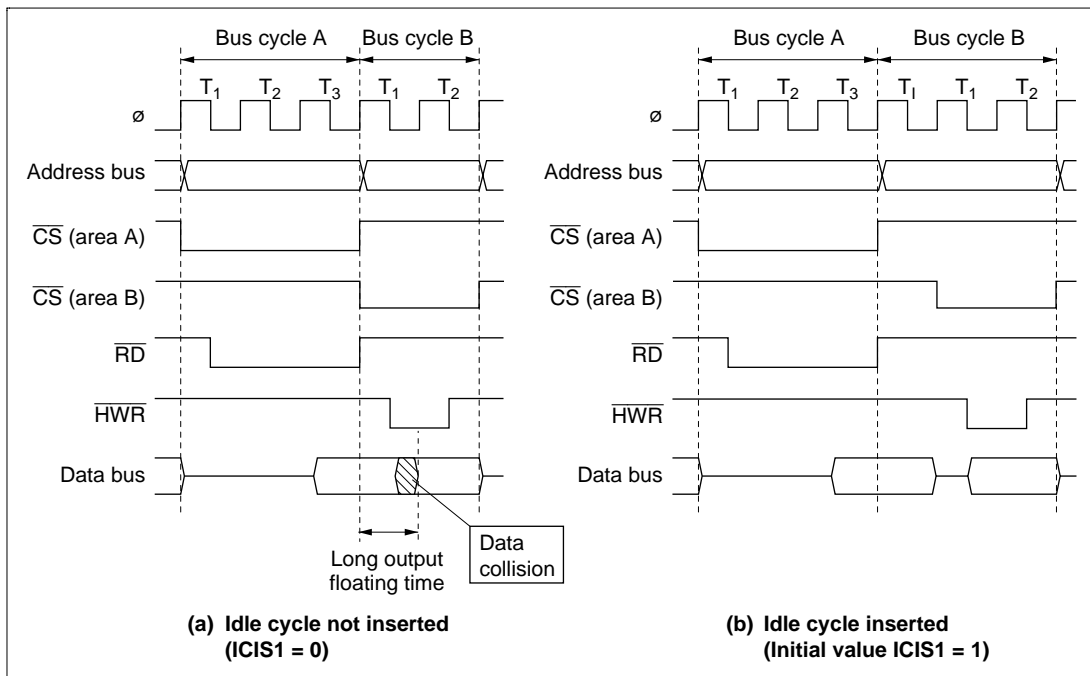 Bus cycle A Bus cycle B
T1 T2 T3 T1 T2
ø
Address bus
CS (area A)
CS (area B)
RD
HWR
Data bus
Long output
floating time
Data
collision
(a) Idle cycle not inserted
(ICIS1 = 0)
Bus cycle A Bus cycle B
T1 T2 T3 TI T1 T2
ø
Address bus
CS (area A)
CS (area B)
RD
HWR
Data bus
(b) Idle cycle inserted
(Initial value ICIS1 = 1)